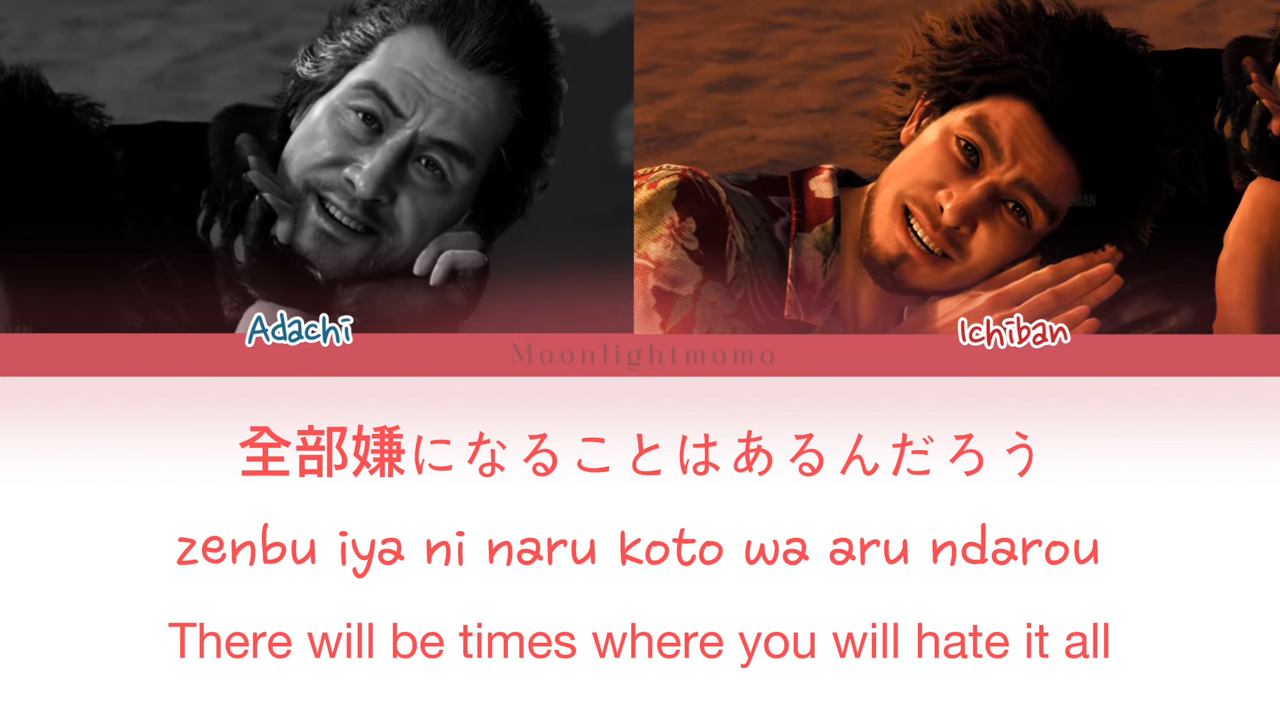 Adachi
Ichiban
Moonlightmomo
全部嫌になることはあるんだろう
zenbu iya ni naru koto wa aru ndarou
There will be times where you will hate it all